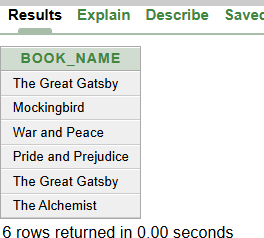 Results Explain Describe Saved
BOOK_NAME
The Great Gatsby
Mockingbird
War and Peace
Pride and Prejudice
The Great Gatsby
The Alchemist
6 rows returned in 0.00 seconds